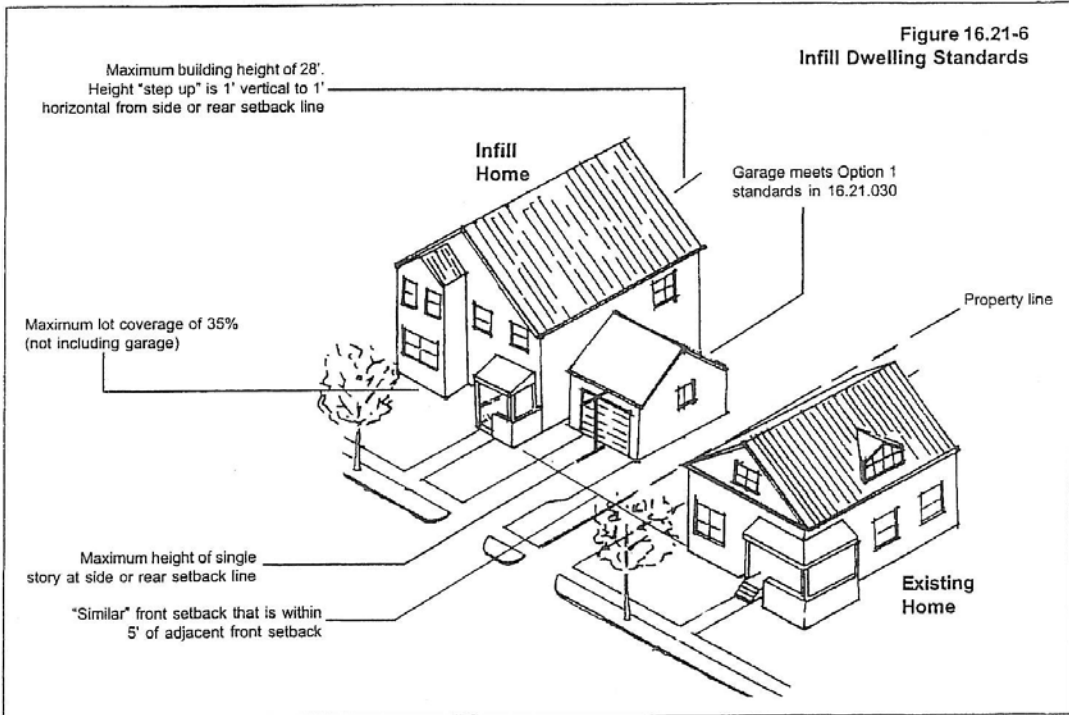 Figure 16.21-6
Infill Dwelling Standards
Maximum building height of 28'.
Height "step up" is 1' vertical to 1'
horizontal from side or rear setback line
Infill
Home
Garage meets Option 1
standards in 16.21.030
Property line
Maximum lot coverage of 35%
(not including garage)
Maximum height of single
story at side or rear setback line
"Similar" front setback that is within
5' of adjacent front setback
Existing
Home